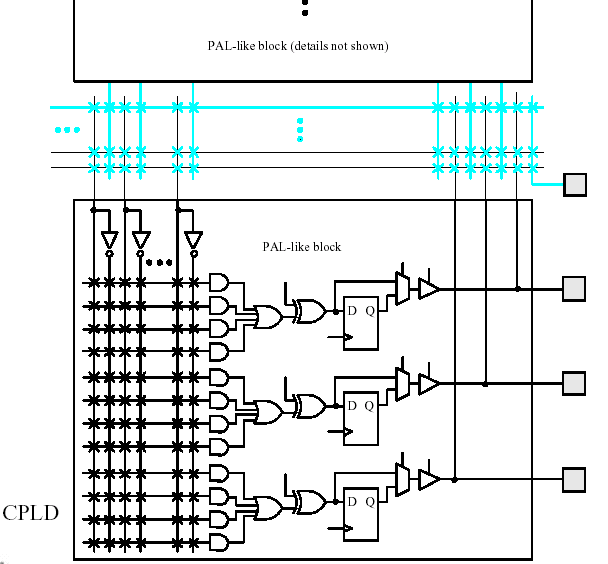 PAL-like block (details not shown)
PAL-like block
D Q
D Q
D Q
CPLD